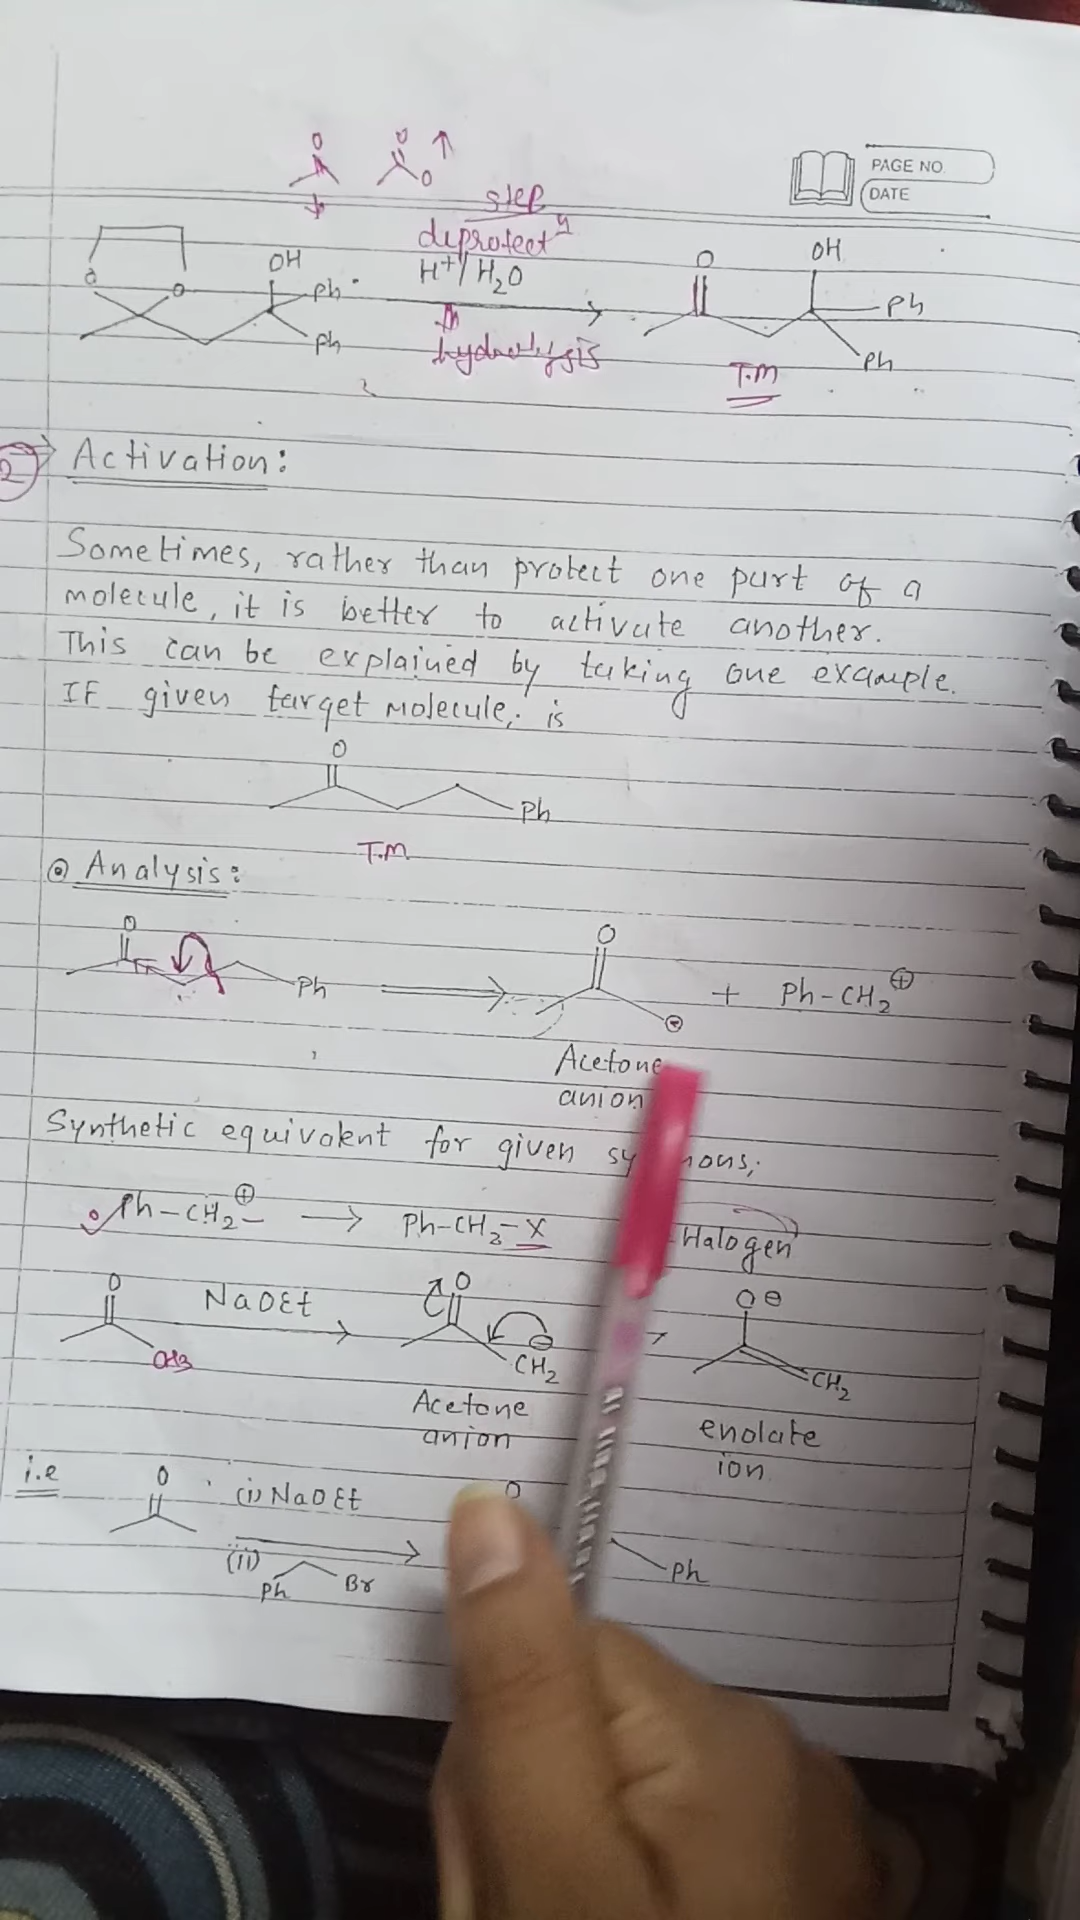 PAGE NO.
DATE
O O
O
step
deprotect
H+/H2O
hydrolysis
O O OH Ph Ph
O OH Ph Ph
T.M
2
Activation:
Sometimes, rather than protect one part of a
molecule, it is better to activate another.
This can be explained by taking one example.
IF given target molecule, is
O
Ph
T.M
Analysis:
O Ph
O ⊖ + Ph-CH2⊕
Acetone
anion
Synthetic equivalent for given
Ph-CH2⊕ → Ph-CH2-X Halogen
O CH3 NaOEt O ⊖ CH2 O⊖ CH2
Acetone
anion
enolate
ion
i.e O (i) NaOEt O
(ii) Ph Br Ph